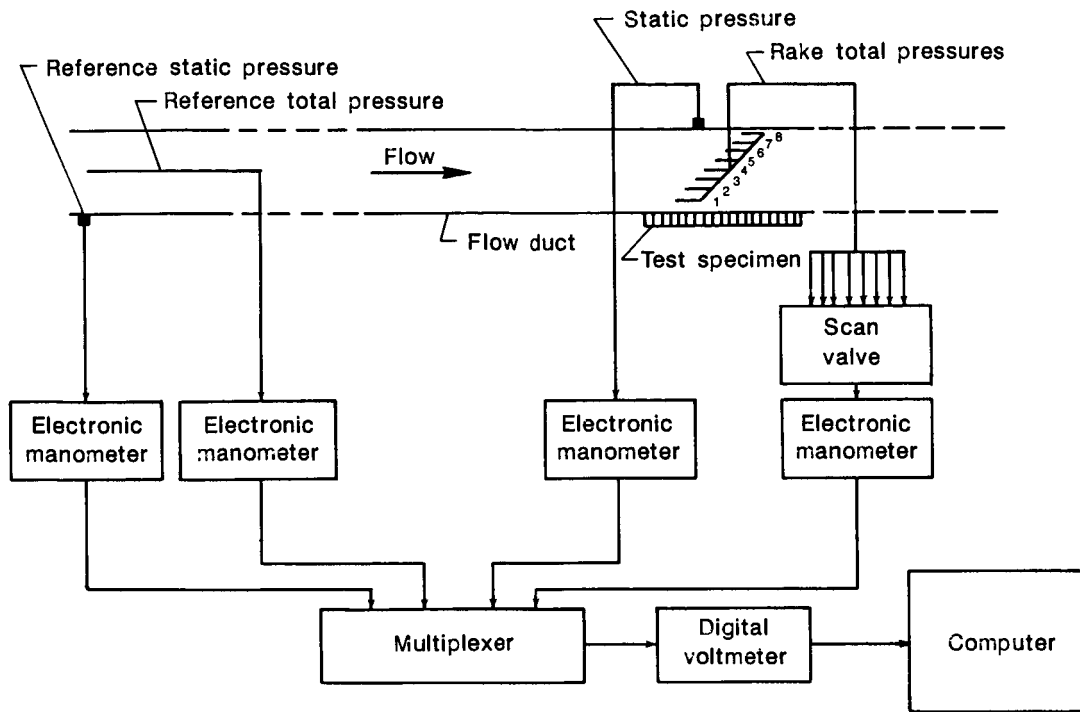 Static pressure
Rake total pressures
Reference static pressure
Reference total pressure
Flow
1 2 3 4 5 6 7 8
Flow duct
Test specimen
Scan
valve
Electronic
manometer
Electronic
manometer
Electronic
manometer
Electronic
manometer
Multiplexer
Digital
voltmeter
Computer